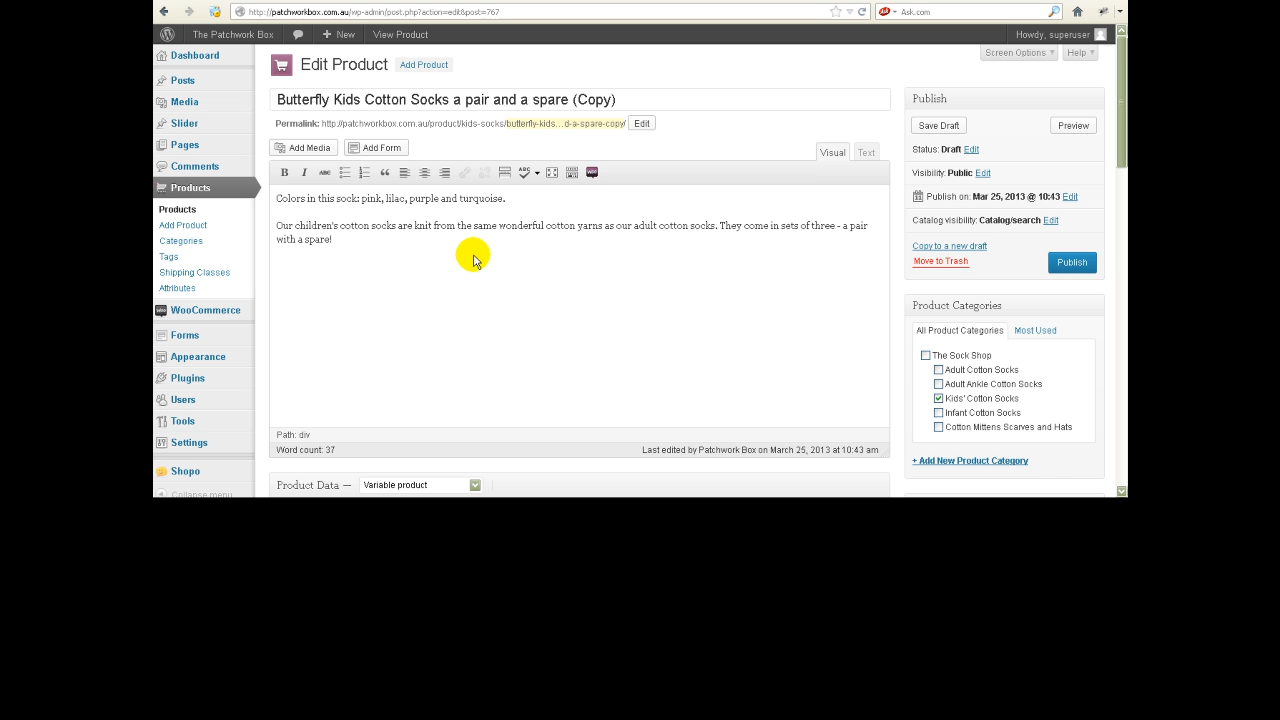 http://patchworkbox.com.au/wp-admin/post.php?action=edit&post=767
Ask.com
The Patchwork Box
New
View Product
Howdy, superuser
Dashboard
Posts
Media
Slider
Pages
Comments
Products
Products
Add Product
Categories
Tags
Shipping Classes
Attributes
WooCommerce
Forms
Appearance
Plugins
Users
Tools
Settings
Shopo
Collapse menu
Screen Options
Help
Edit Product
Add Product
Butterfly Kids Cotton Socks a pair and a spare (Copy)
Permalink: http://patchworkbox.com.au/product/kids-socks/butterfly-kids…d-a-spare-copy/ Edit
Add Media
Add Form
Visual
Text
B I ABC
ABC
Colors in this sock: pink, lilac, purple and turquoise.
Our children's cotton socks are knit from the same wonderful cotton yarns as our adult cotton socks. They come in sets of three - a pair
with a spare!
Path: div
Word count: 37
Last edited by Patchwork Box on March 25, 2013 at 10:43 am
Product Data —
Variable product
Publish
Save Draft
Preview
Status: Draft Edit
Visibility: Public Edit
Publish on: Mar 25, 2013 @ 10:43 Edit
Catalog visibility: Catalog/search Edit
Copy to a new draft
Move to Trash
Publish
Product Categories
All Product Categories
Most Used
The Sock Shop
Adult Cotton Socks
Adult Ankle Cotton Socks
Kids' Cotton Socks
Infant Cotton Socks
Cotton Mittens Scarves and Hats
+ Add New Product Category